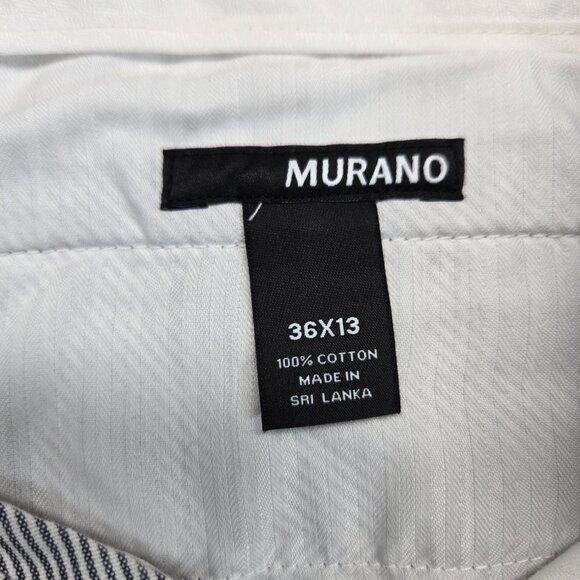 MURANO
36X13
100% COTTON
MADE IN
SRI LANKA